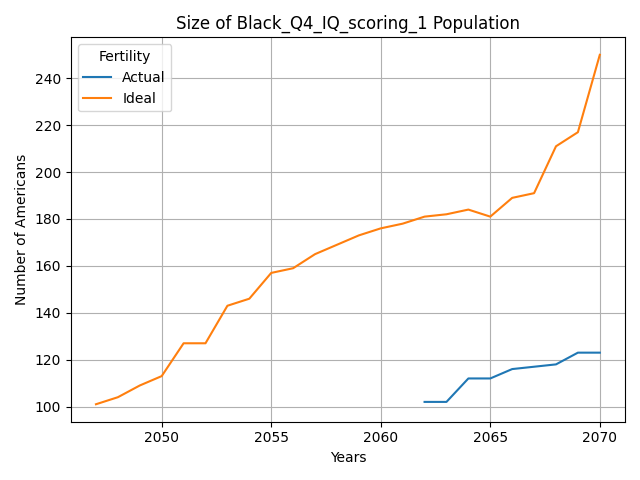 Size of Black_Q4_IQ_scoring_1 Population
Fertility
Actual
Ideal
Number of Americans
240
220
200
180
160
140
120
100
2050
2055
2060
2065
2070
Years